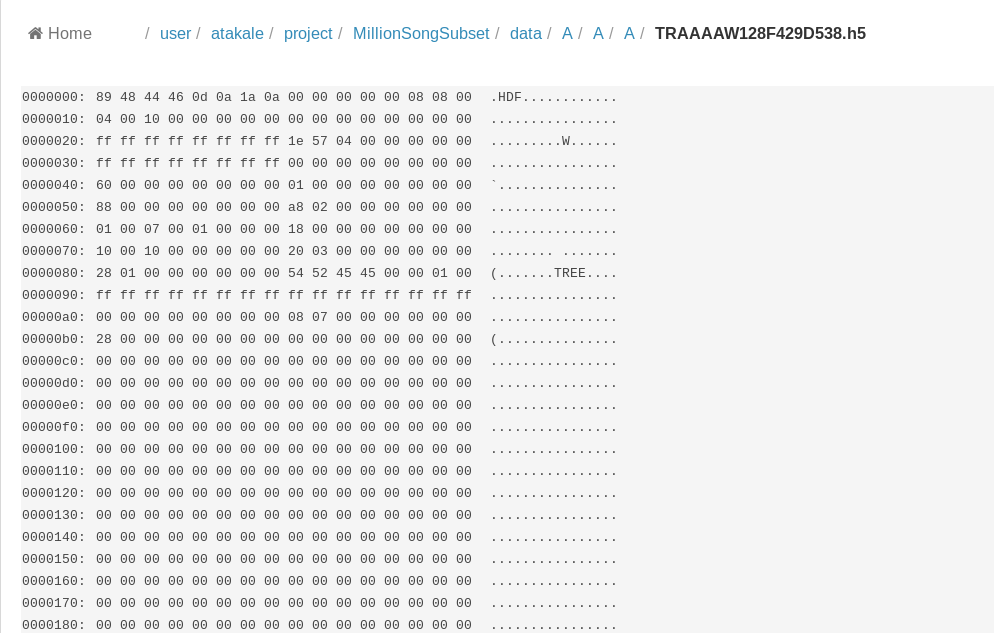 Home / user / atakale / project / MillionSongSubset / data / A / A / A / TRAAAAW128F429D538.h5
0000000: 89 48 44 46 0d 0a 1a 0a 00 00 00 00 00 08 08 00 .HDF............
0000010: 04 00 10 00 00 00 00 00 00 00 00 00 00 00 00 00 ................
0000020: ff ff ff ff ff ff ff ff 1e 57 04 00 00 00 00 00 .........W......
0000030: ff ff ff ff ff ff ff ff 00 00 00 00 00 00 00 00 ................
0000040: 60 00 00 00 00 00 00 00 01 00 00 00 00 00 00 00 `...............
0000050: 88 00 00 00 00 00 00 00 a8 02 00 00 00 00 00 00 ................
0000060: 01 00 07 00 01 00 00 00 18 00 00 00 00 00 00 00 ................
0000070: 10 00 10 00 00 00 00 00 20 03 00 00 00 00 00 00 ........ .......
0000080: 28 01 00 00 00 00 00 00 54 52 45 45 00 00 01 00 (.......TREE....
0000090: ff ff ff ff ff ff ff ff ff ff ff ff ff ff ff ff ................
00000a0: 00 00 00 00 00 00 00 00 08 07 00 00 00 00 00 00 ................
00000b0: 28 00 00 00 00 00 00 00 00 00 00 00 00 00 00 00 (...............
00000c0: 00 00 00 00 00 00 00 00 00 00 00 00 00 00 00 00 ................
00000d0: 00 00 00 00 00 00 00 00 00 00 00 00 00 00 00 00 ................
00000e0: 00 00 00 00 00 00 00 00 00 00 00 00 00 00 00 00 ................
00000f0: 00 00 00 00 00 00 00 00 00 00 00 00 00 00 00 00 ................
0000100: 00 00 00 00 00 00 00 00 00 00 00 00 00 00 00 00 ................
0000110: 00 00 00 00 00 00 00 00 00 00 00 00 00 00 00 00 ................
0000120: 00 00 00 00 00 00 00 00 00 00 00 00 00 00 00 00 ................
0000130: 00 00 00 00 00 00 00 00 00 00 00 00 00 00 00 00 ................
0000140: 00 00 00 00 00 00 00 00 00 00 00 00 00 00 00 00 ................
0000150: 00 00 00 00 00 00 00 00 00 00 00 00 00 00 00 00 ................
0000160: 00 00 00 00 00 00 00 00 00 00 00 00 00 00 00 00 ................
0000170: 00 00 00 00 00 00 00 00 00 00 00 00 00 00 00 00 ................
0000180: 00 00 00 00 00 00 00 00 00 00 00 00 00 00 00 00 ................